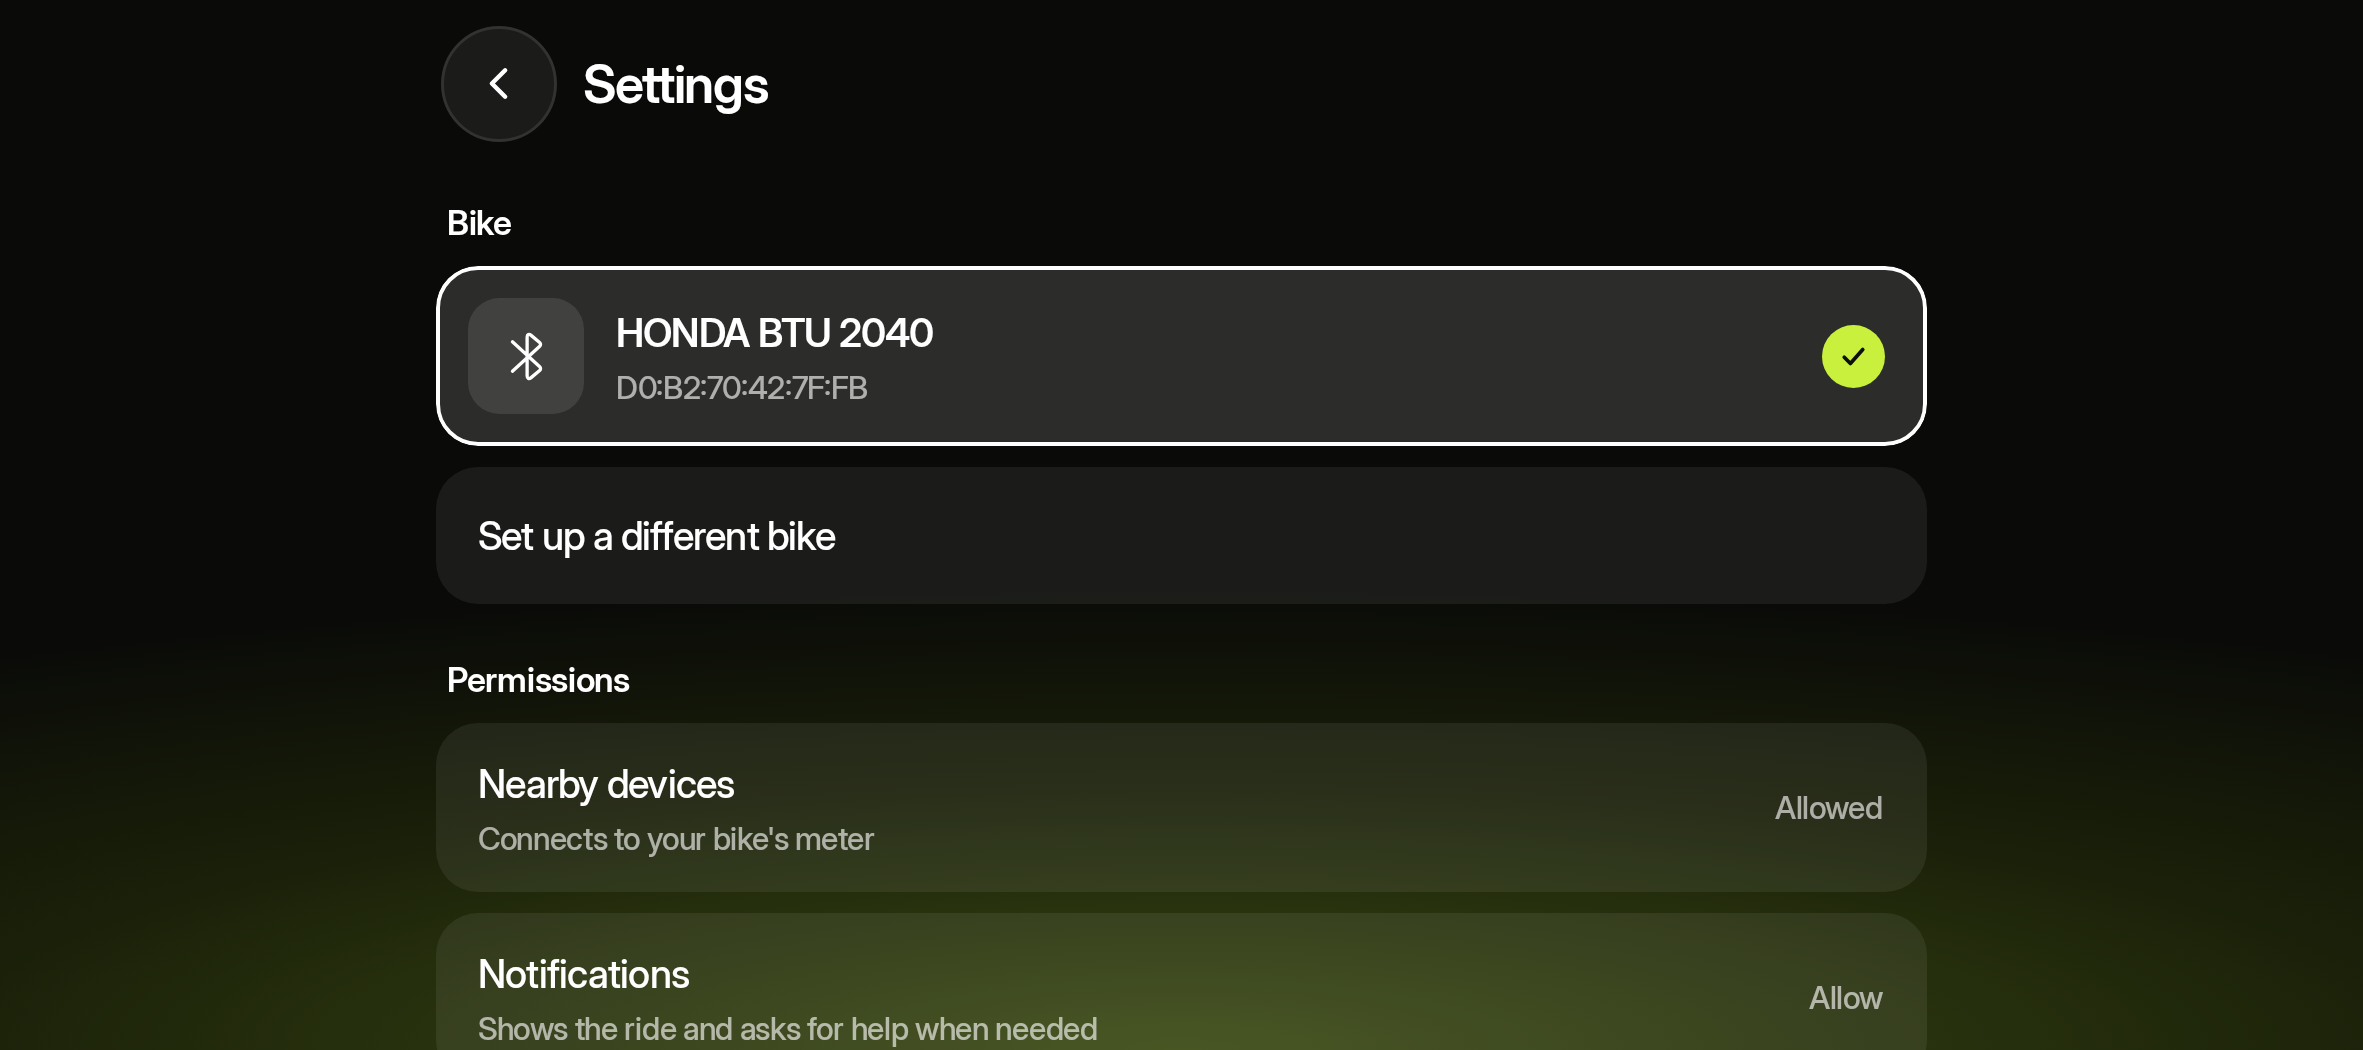 Settings
Bike
HONDA BTU 2040
D0:B2:70:42:7F:FB
Set up a different bike
Permissions
Nearby devices
Connects to your bike's meter
Allowed
Notifications
Shows the ride and asks for help when needed
Allow